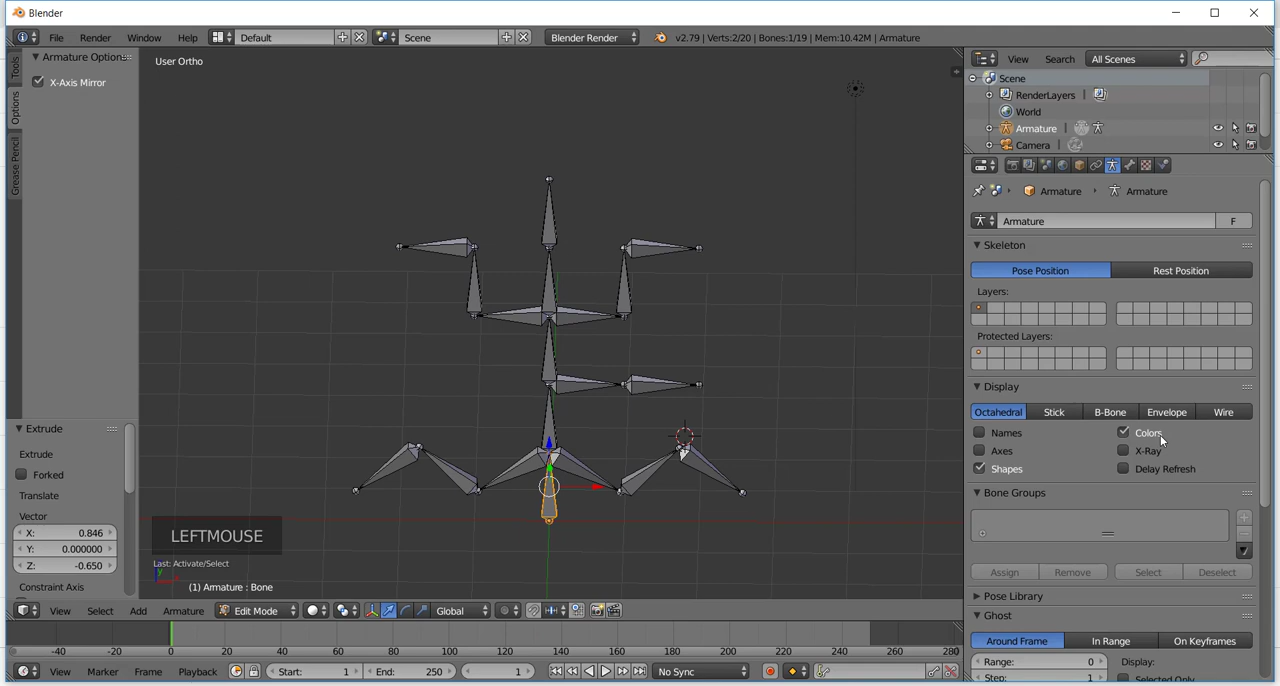 Blender
File Render Window Help Default Scene Blender Render v2.79 | Verts:2/20 | Bones:1/19 | Mem:10.42M | Armature
Tools
Options
Grease Pencil
Armature Option
X-Axis Mirror
Extrude
Extrude
Forked
Translate
Vector
X: 0.846
Y: 0.000000
Z: -0.650
Constraint Axis
User Ortho
LEFTMOUSE
Last: Activate/Select
(1) Armature : Bone
View Select Add Armature Edit Mode Global
-40 -20 0 20 40 60 80 100 120 140 160 180 200 220 240 260 280
View Marker Frame Playback Start: 1 End: 250 1 No Sync
View Search All Scenes
Scene
RenderLayers
World
Armature
Camera
Armature Armature
Armature F
Skeleton
Pose Position Rest Position
Layers:
Protected Layers:
Display
Octahedral Stick B-Bone Envelope Wire
Names Colors
Axes X-Ray
Shapes Delay Refresh
Bone Groups
Assign Remove Select Deselect
Pose Library
Ghost
Around Frame In Range On Keyframes
Range: 0 Display:
Step: 1 Selected Only